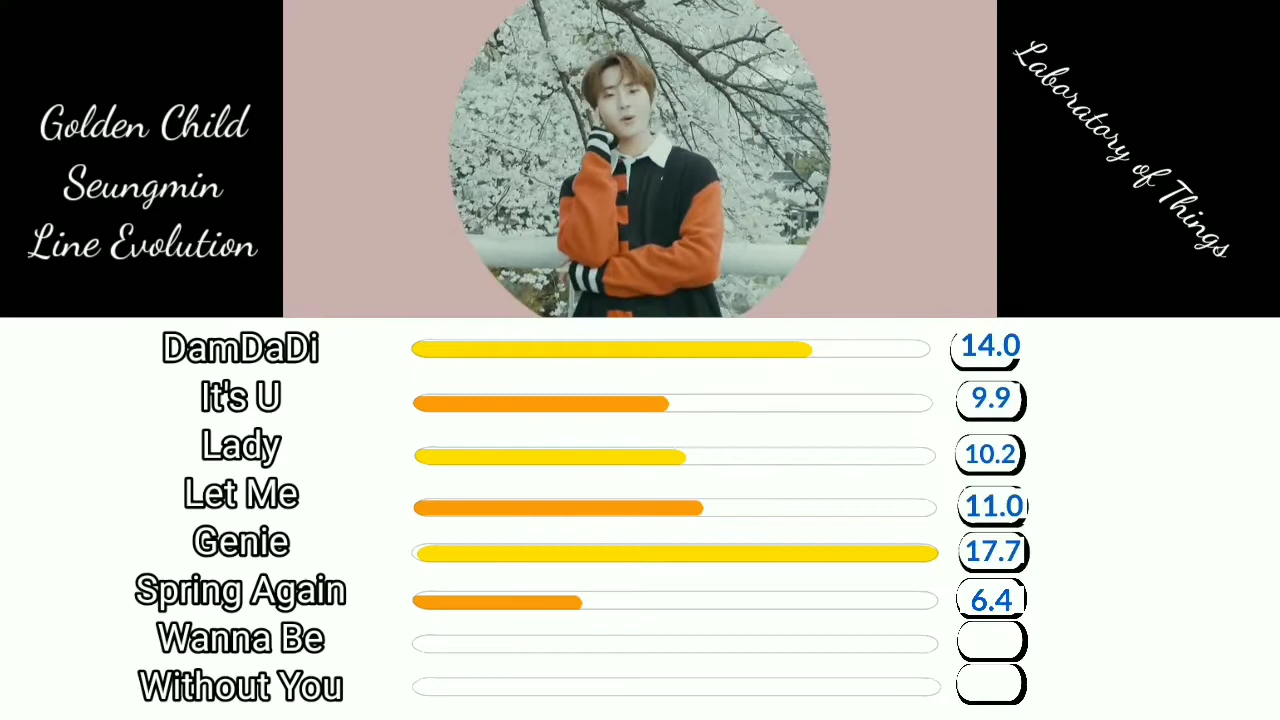 Golden Child
Seungmin
Line Evolution
Laboratory of Things
DamDaDi 14.0
It's U 9.9
Lady 10.2
Let Me 11.0
Genie 17.7
Spring Again 6.4
Wanna Be
Without You